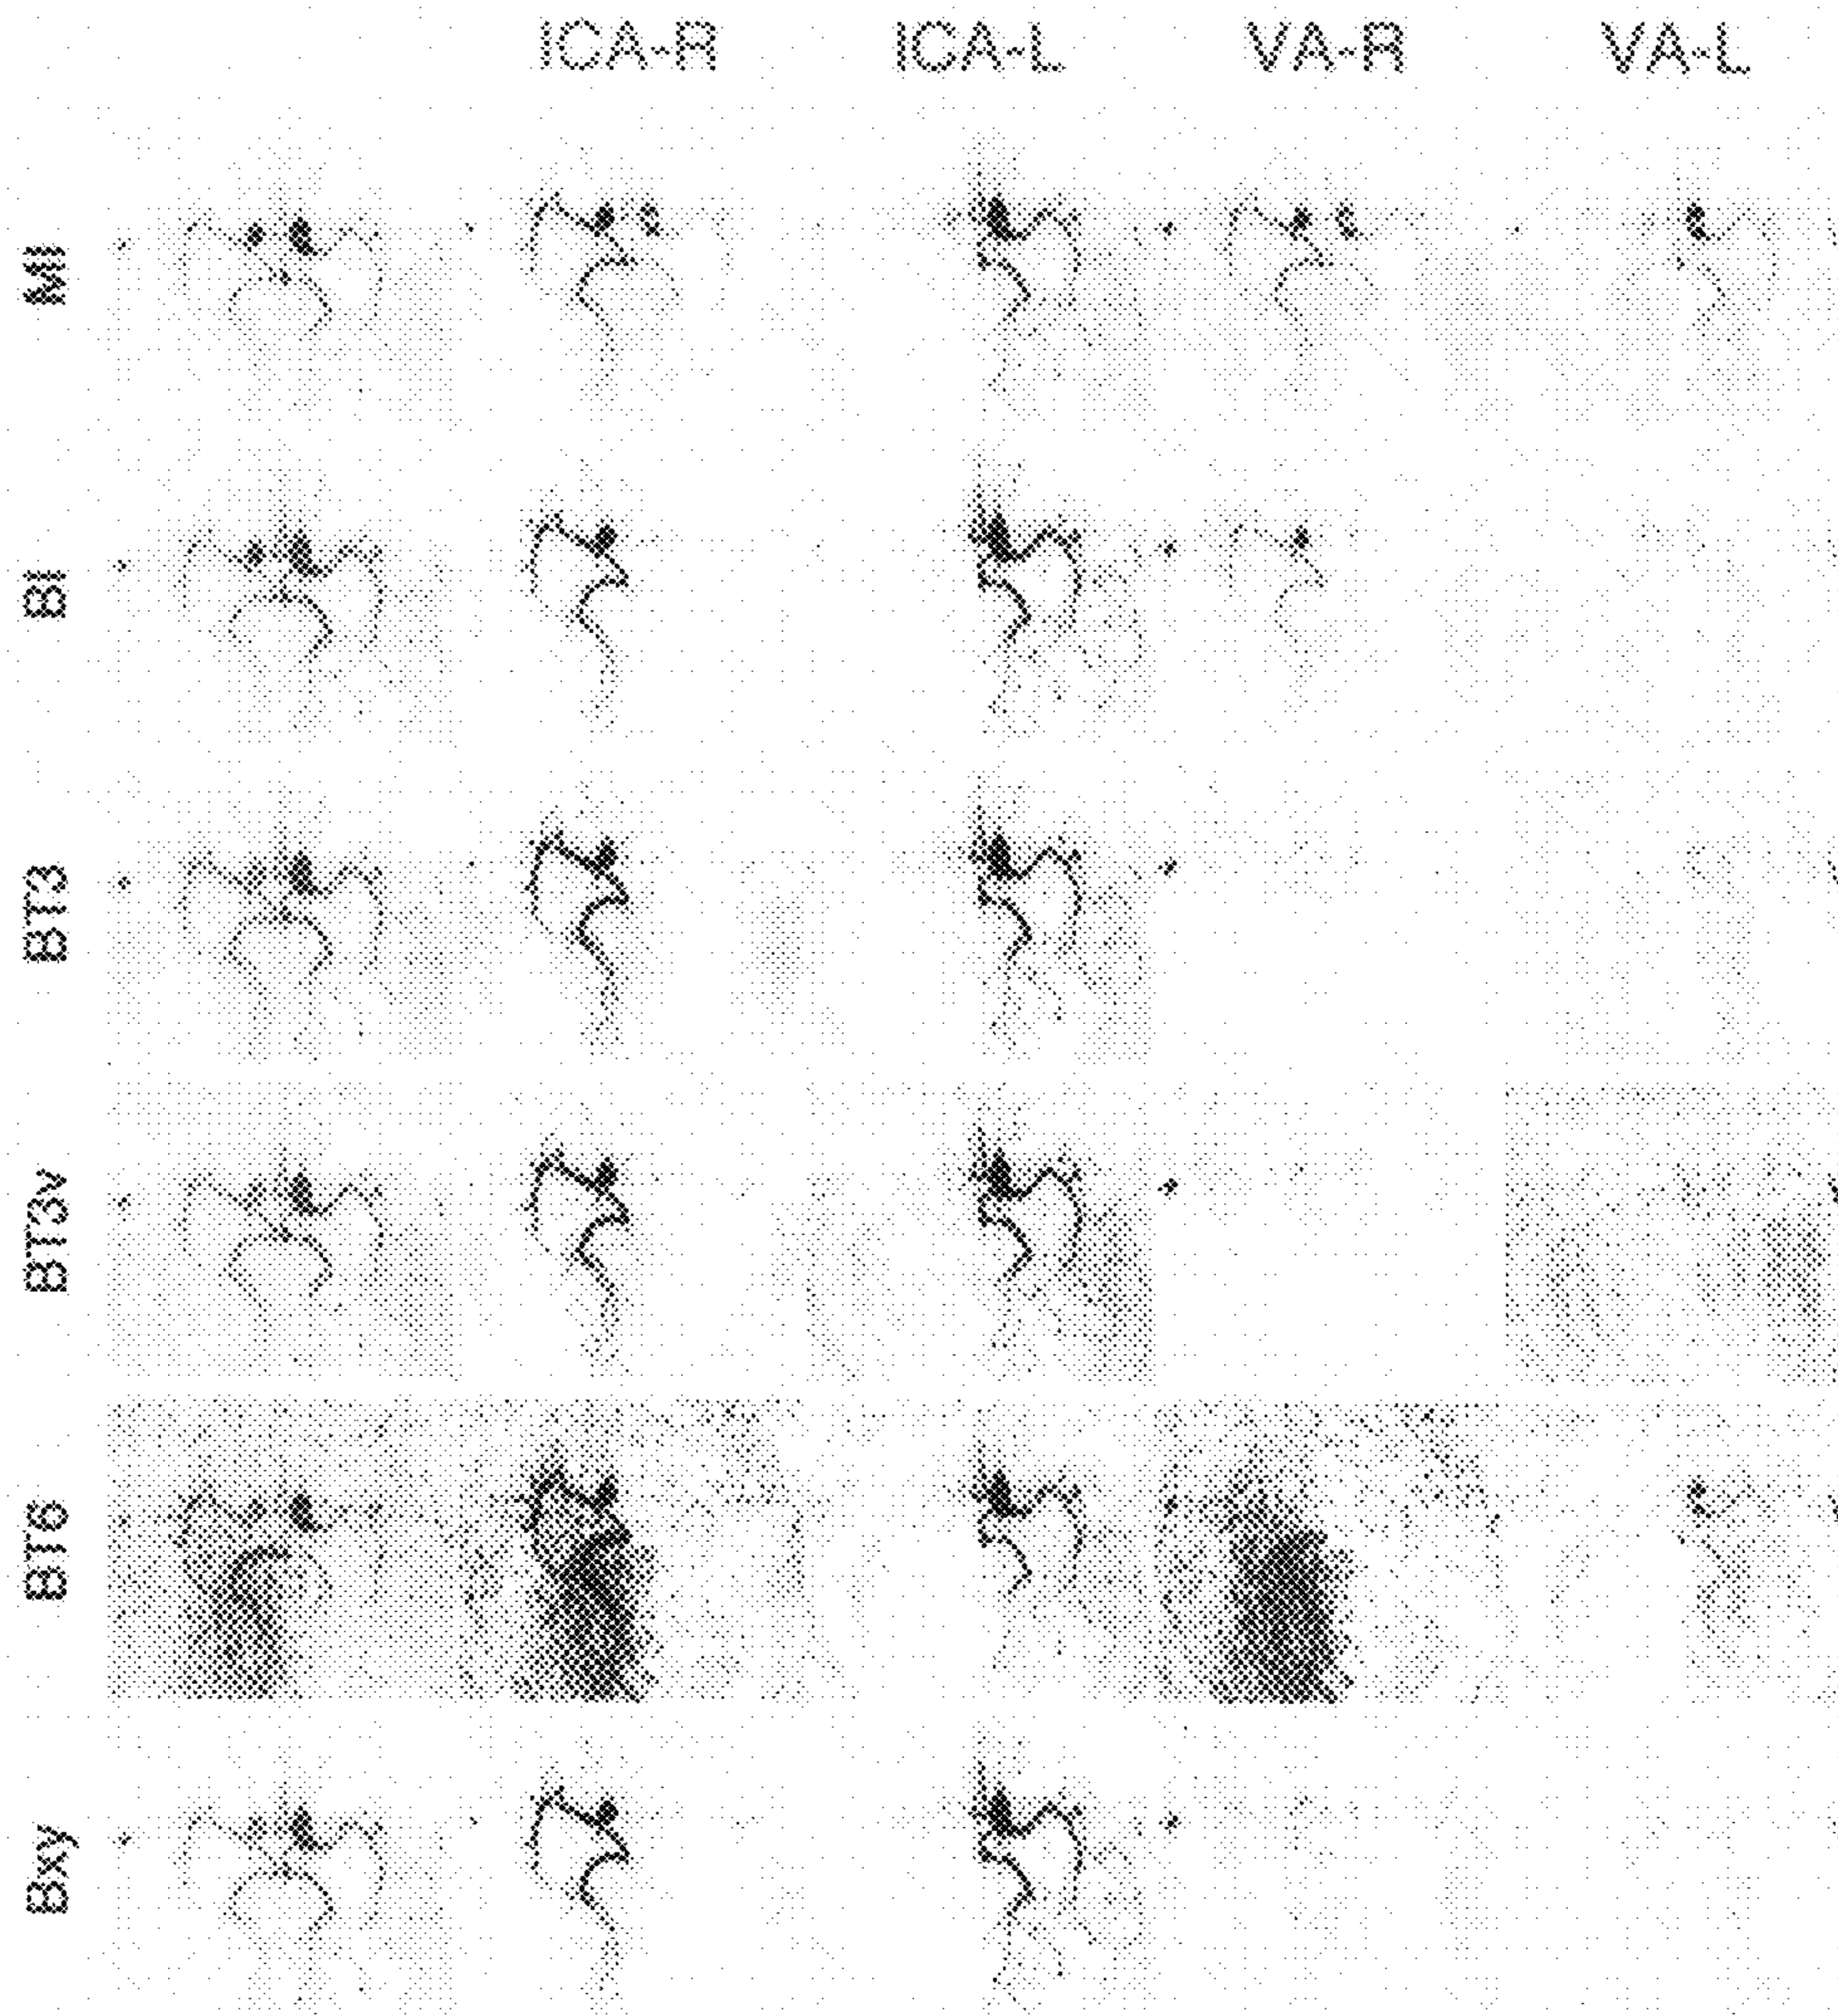 ICA-R ICA-L VA-R VA-L
MI
BI
BT3
BT3v
BT6
Bxy